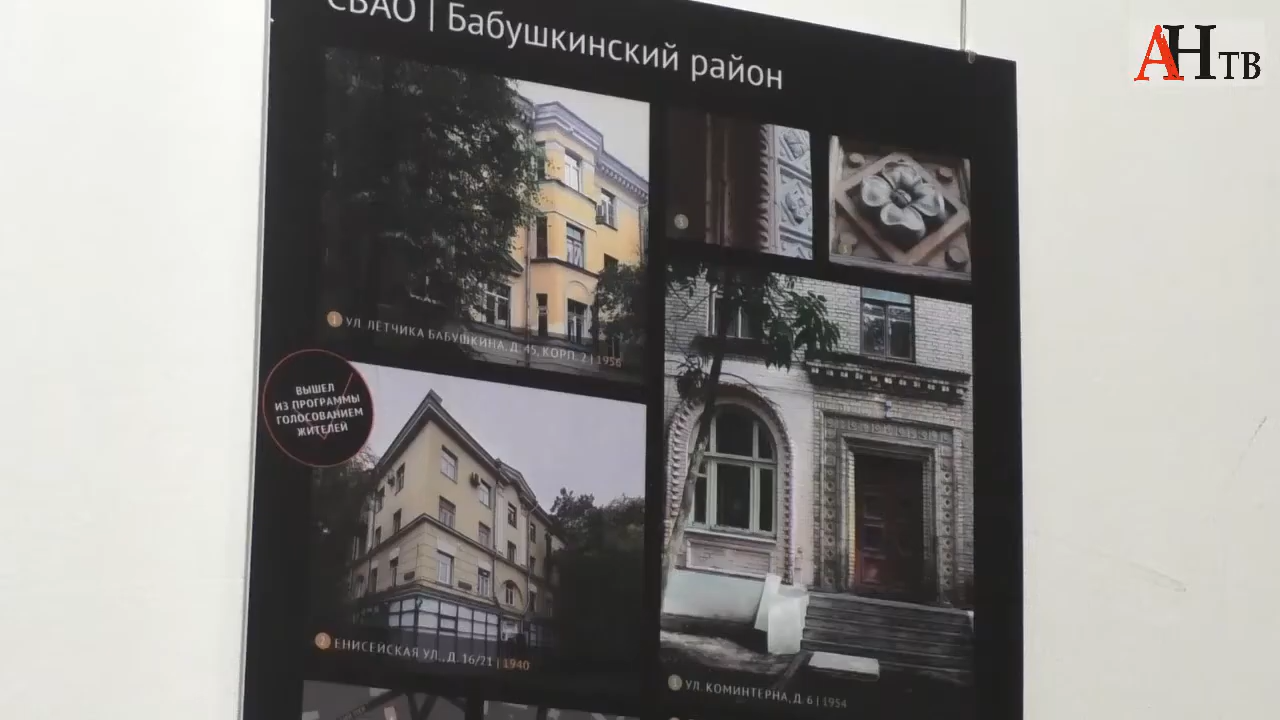 СВАО | Бабушкинский район
АНТВ
1 УЛ. ЛЕТЧИКА БАБУШКИНА, Д. 45, КОРП. 2 | 1956
3
ВЫШЕЛ
ИЗ ПРОГРАММЫ
ГОЛОСОВАНИЕМ
ЖИТЕЛЕЙ
2 ЕНИСЕЙСКАЯ УЛ., Д. 16/21 | 1940
УЛ. КОМИНТЕРНА, Д. 6 | 1954